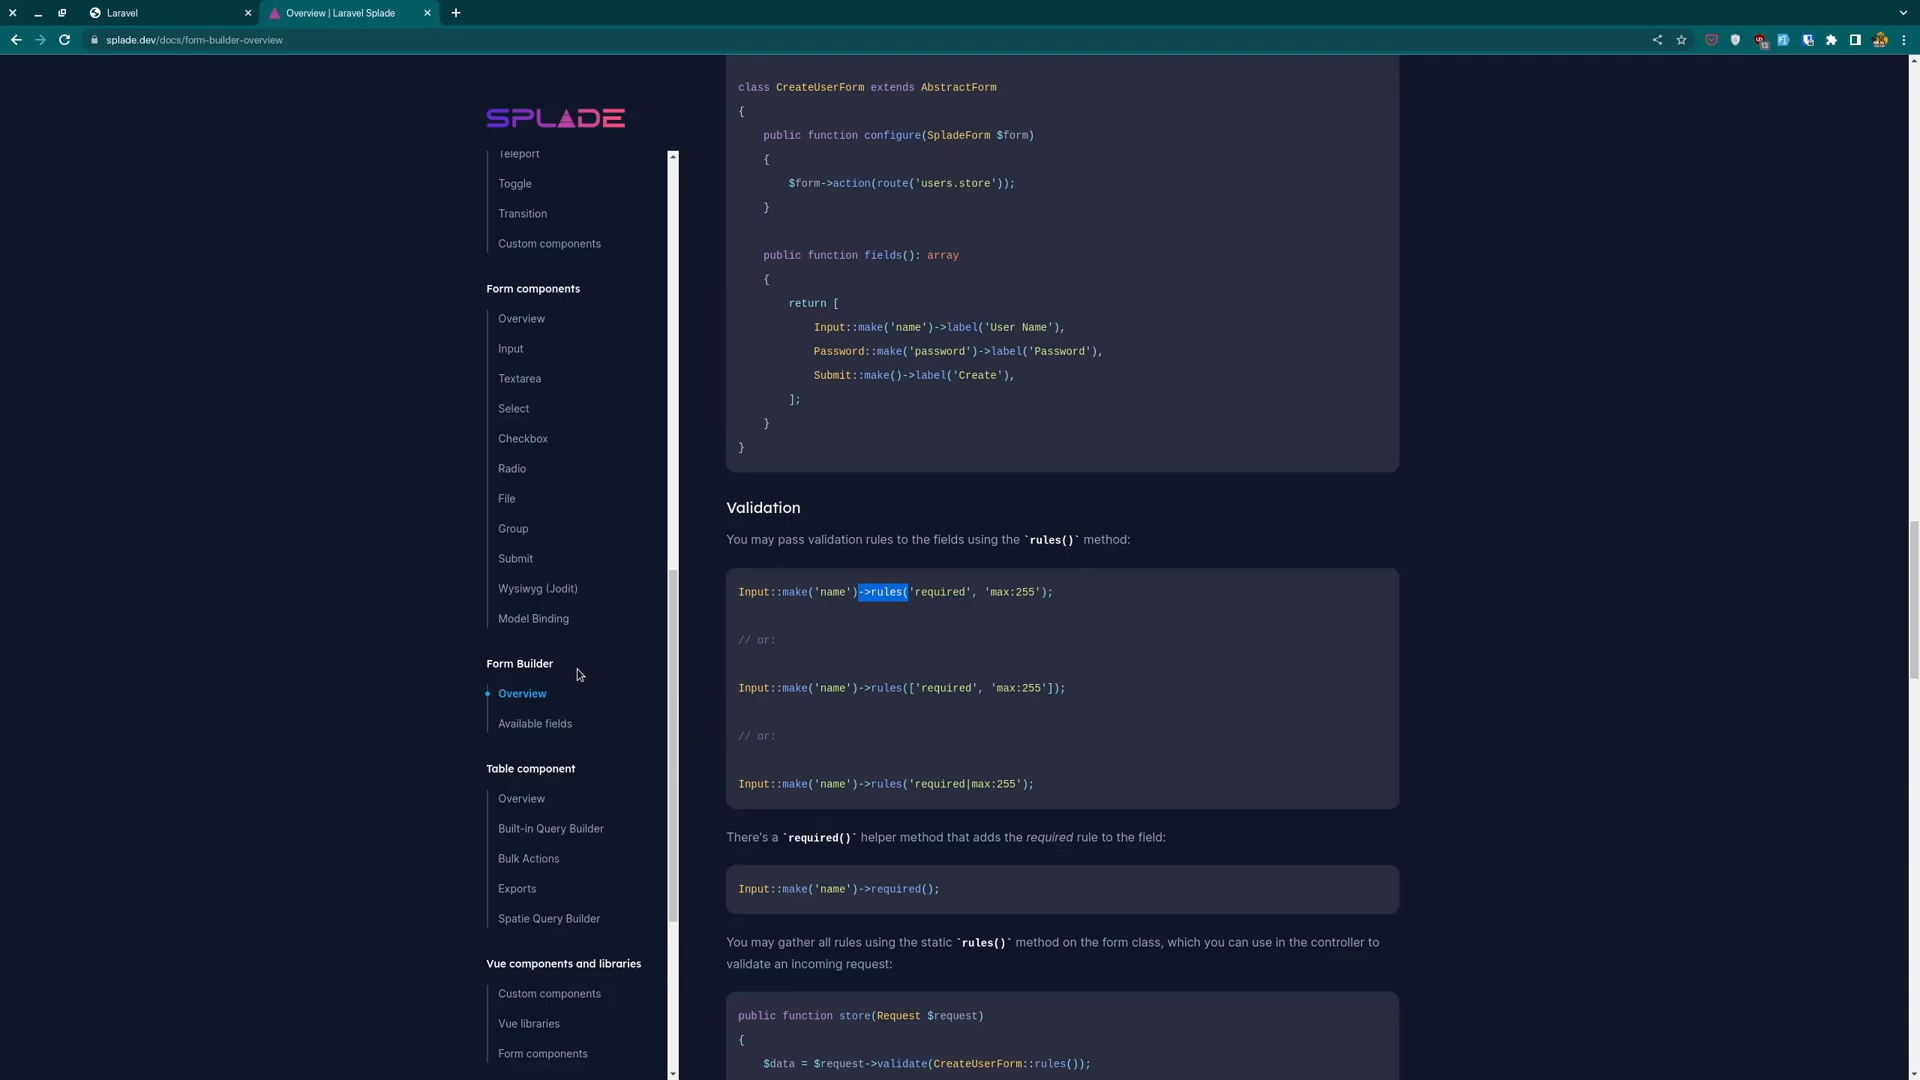 Laravel
Overview | Laravel Splade
splade.dev/docs/form-builder-overview
13
SPLADE
Teleport
Toggle
Transition
Custom components
Form components
Overview
Input
Textarea
Select
Checkbox
Radio
File
Group
Submit
Wysiwyg (Jodit)
Model Binding
Form Builder
Overview
Available fields
Table component
Overview
Built-in Query Builder
Bulk Actions
Exports
Spatie Query Builder
Vue components and libraries
Custom components
Vue libraries
Form components
class CreateUserForm extends AbstractForm
{
public function configure(SpladeForm $form)
{
$form->action(route('users.store'));
}
public function fields(): array
{
return [
Input::make('name')->label('User Name'),
Password::make('password')->label('Password'),
Submit::make()->label('Create'),
];
}
}
Validation
You may pass validation rules to the fields using the `rules()` method:
Input::make('name')->rules('required', 'max:255');
// or:
Input::make('name')->rules(['required', 'max:255']);
// or:
Input::make('name')->rules('required|max:255');
There's a `required()` helper method that adds the required rule to the field:
Input::make('name')->required();
You may gather all rules using the static `rules()` method on the form class, which you can use in the controller to
validate an incoming request:
public function store(Request $request)
{
$data = $request->validate(CreateUserForm::rules());